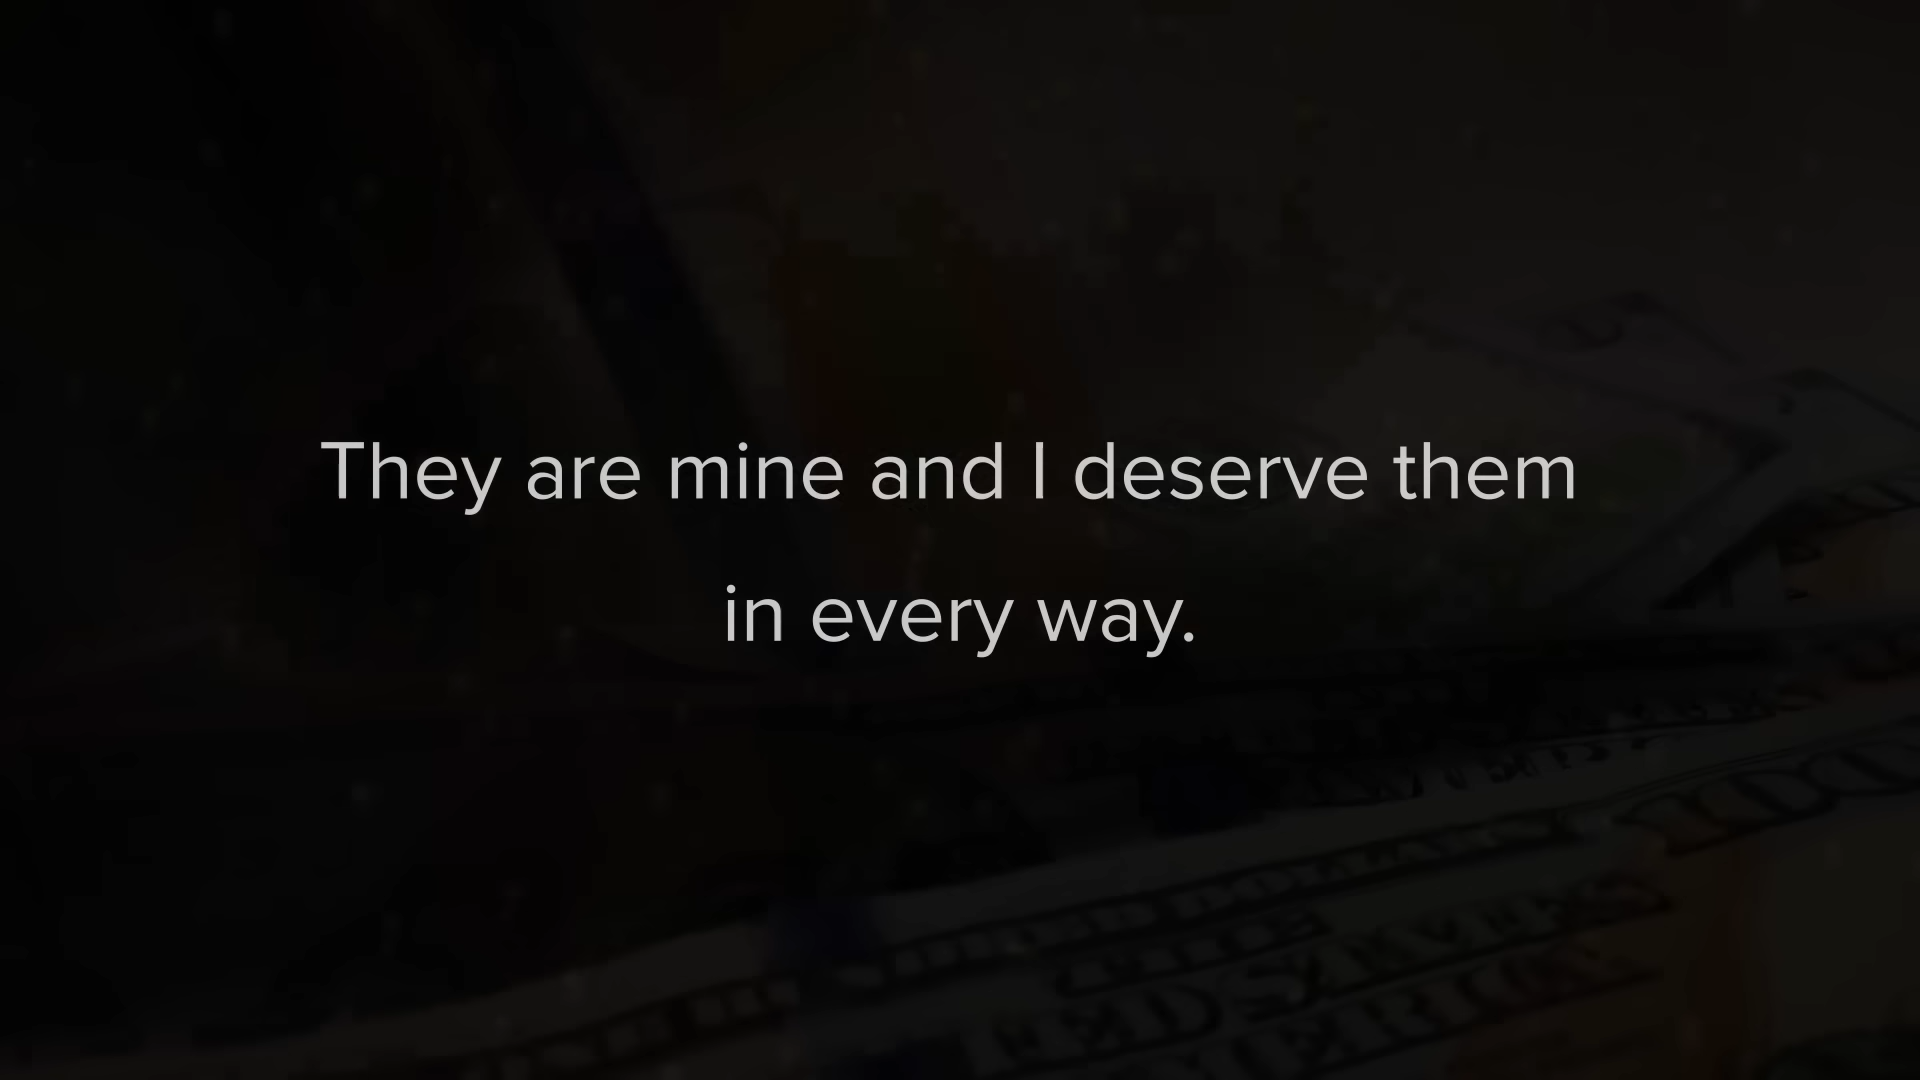 They are mine and I deserve them
in every way.